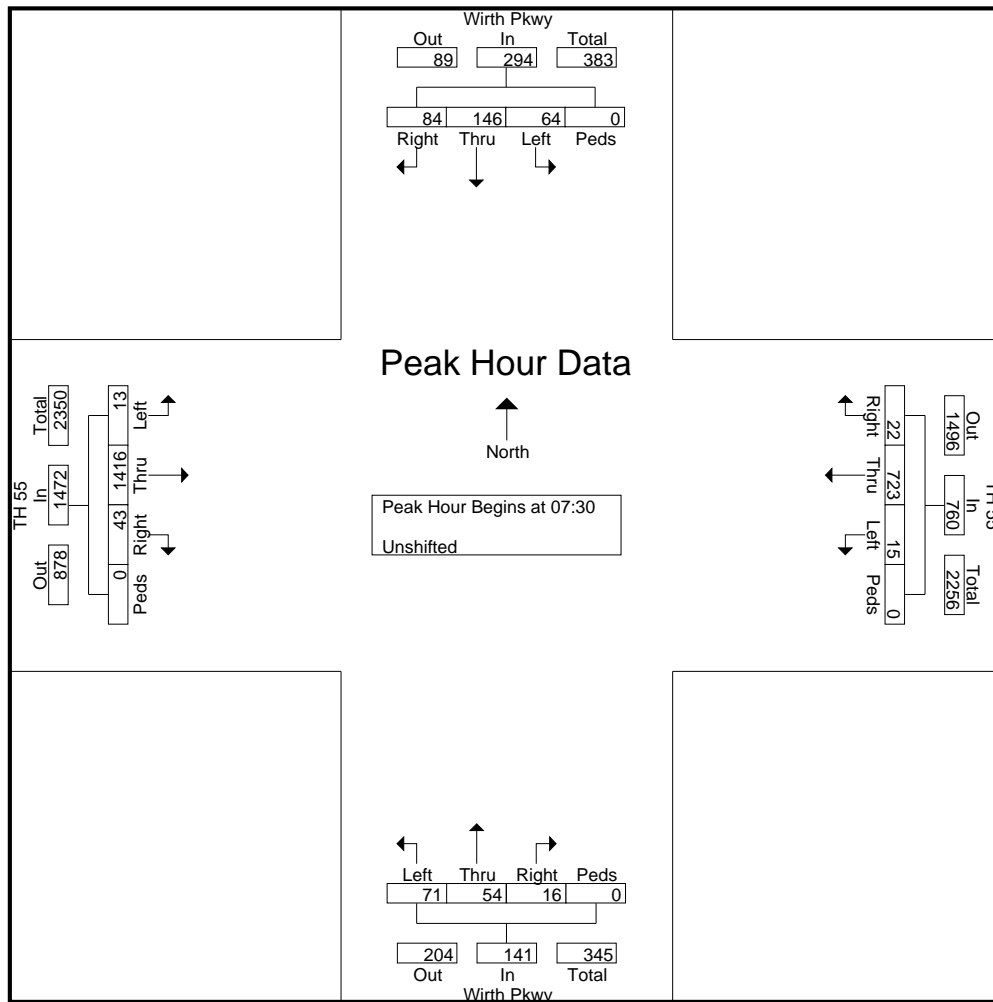 Wirth Pkwy
Out In Total
89 294 383
84 146 64 0
Right Thru Left Peds
Peak Hour Data
North
Peak Hour Begins at 07:30
Unshifted
TH 55
Total In Out
2350 1472 878
13 1416 43 0
Left Thru Right Peds
Right Thru Left Peds
22 723 15 0
1496 760 2256
Out In Total
TH 55
Left Thru Right Peds
71 54 16 0
204 141 345
Out In Total
Wirth Pkwy